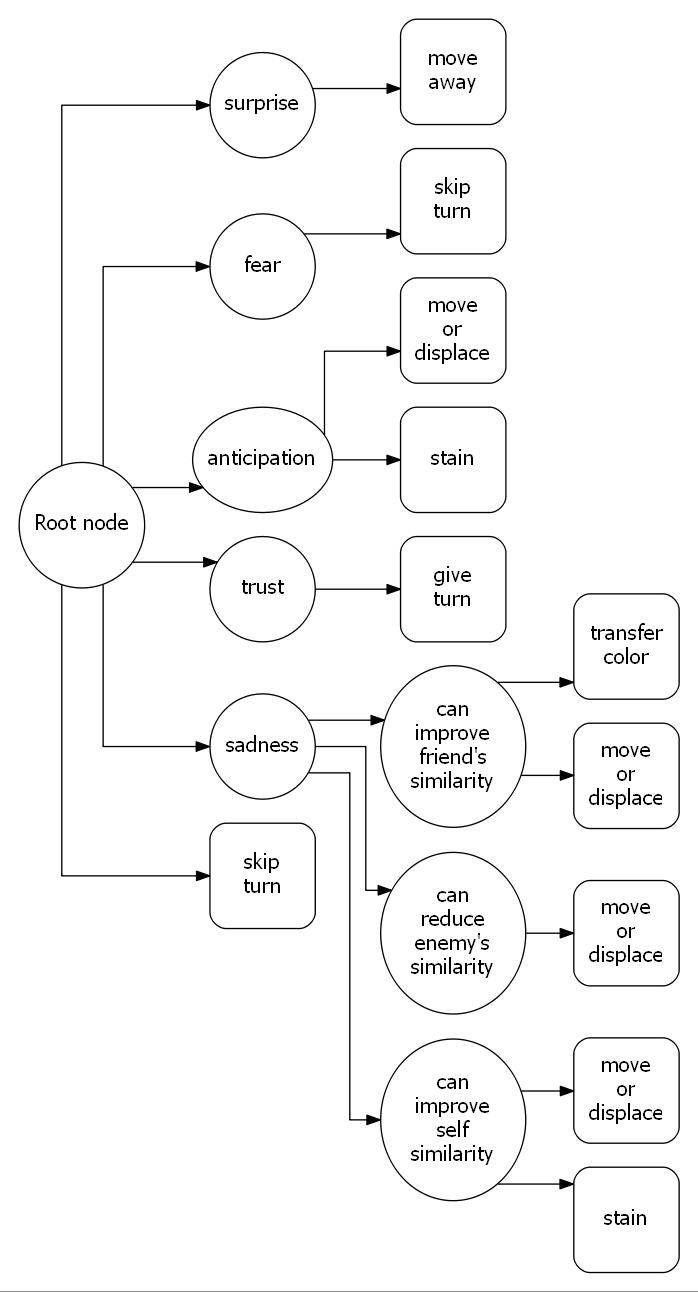 move
away
surprise
skip
turn
fear
move
or
displace
anticipation
stain
Root node
trust
give
turn
transfer
color
sadness
can
improve
friend's
similarity
move
or
displace
skip
turn
can
reduce
enemy's
similarity
move
or
displace
can
improve
self
similarity
move
or
displace
stain